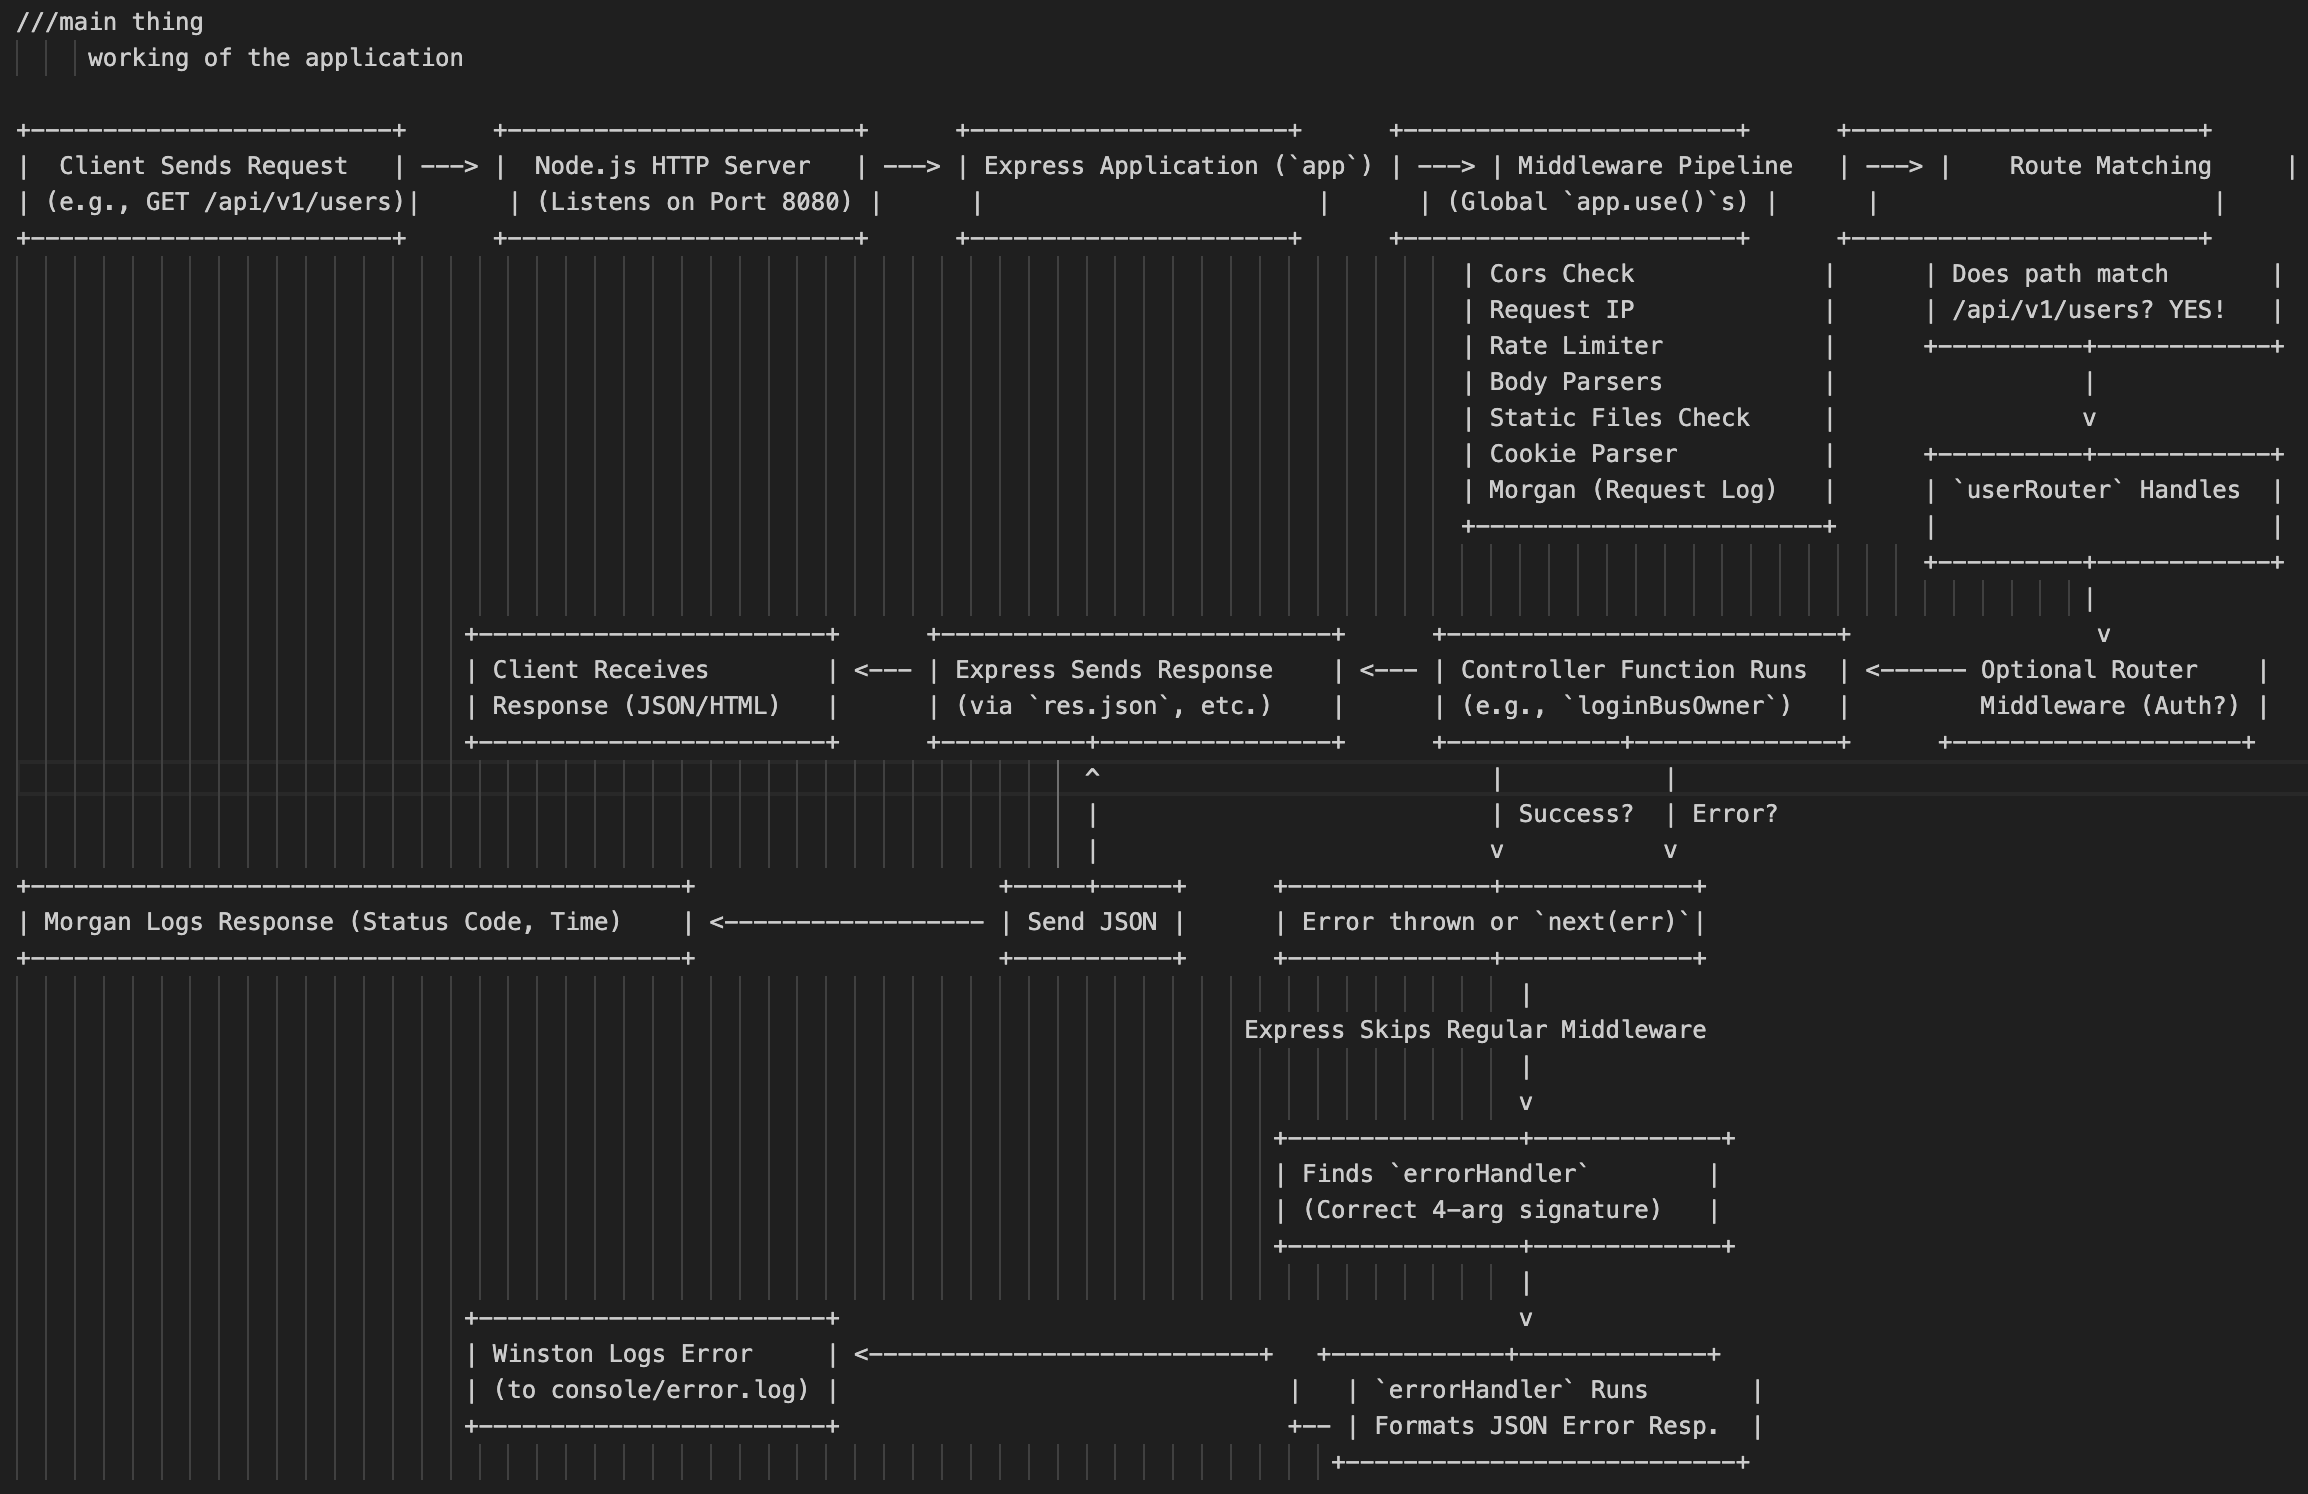 ///main thing
working of the application
+-------------------------+      +------------------------+      +----------------------+      +-----------------------+      +------------------------+
|  Client Sends Request   | ---> |  Node.js HTTP Server   | ---> | Express Application (`app`) | ---> | Middleware Pipeline   | ---> |    Route Matching     |
| (e.g., GET /api/v1/users)|      | (Listens on Port 8080) |      |                       |      | (Global `app.use()`s) |      |                       |
+-------------------------+      +------------------------+      +----------------------+      +-----------------------+      +------------------------+
| Cors Check             |      | Does path match       |
| Request IP             |      | /api/v1/users? YES!   |
| Rate Limiter           |      +----------+------------+
| Body Parsers           |                 |
| Static Files Check     |                 v
| Cookie Parser          |      +----------+------------+
| Morgan (Request Log)   |      | `userRouter` Handles  |
+------------------------+      |                       |
+----------+------------+
|
+------------------------+      +---------------------------+      +---------------------------+                 v
| Client Receives        | <--- | Express Sends Response    | <--- | Controller Function Runs  | <------ Optional Router    |
| Response (JSON/HTML)   |      | (via `res.json`, etc.)    |      | (e.g., `loginBusOwner`)   |         Middleware (Auth?) |
+------------------------+      +----------+----------------+      +------------+--------------+      +--------------------+
^                           |           |
|                           | Success?  | Error?
|                           v           v
+---------------------------------------------+                     +-----+-----+      +--------------+-------------+
| Morgan Logs Response (Status Code, Time)    | <------------------ | Send JSON |      | Error thrown or `next(err)`|
+---------------------------------------------+                     +-----------+      +--------------+-------------+
|
Express Skips Regular Middleware
|
v
+----------------+-------------+
| Finds `errorHandler`        |
| (Correct 4-arg signature)   |
+----------------+-------------+
|
+------------------------+                                               v
| Winston Logs Error     | <---------------------------+   +------------+-------------+
| (to console/error.log) |                               |   | `errorHandler` Runs       |
+------------------------+                               +-- | Formats JSON Error Resp.  |
+---------------------------+